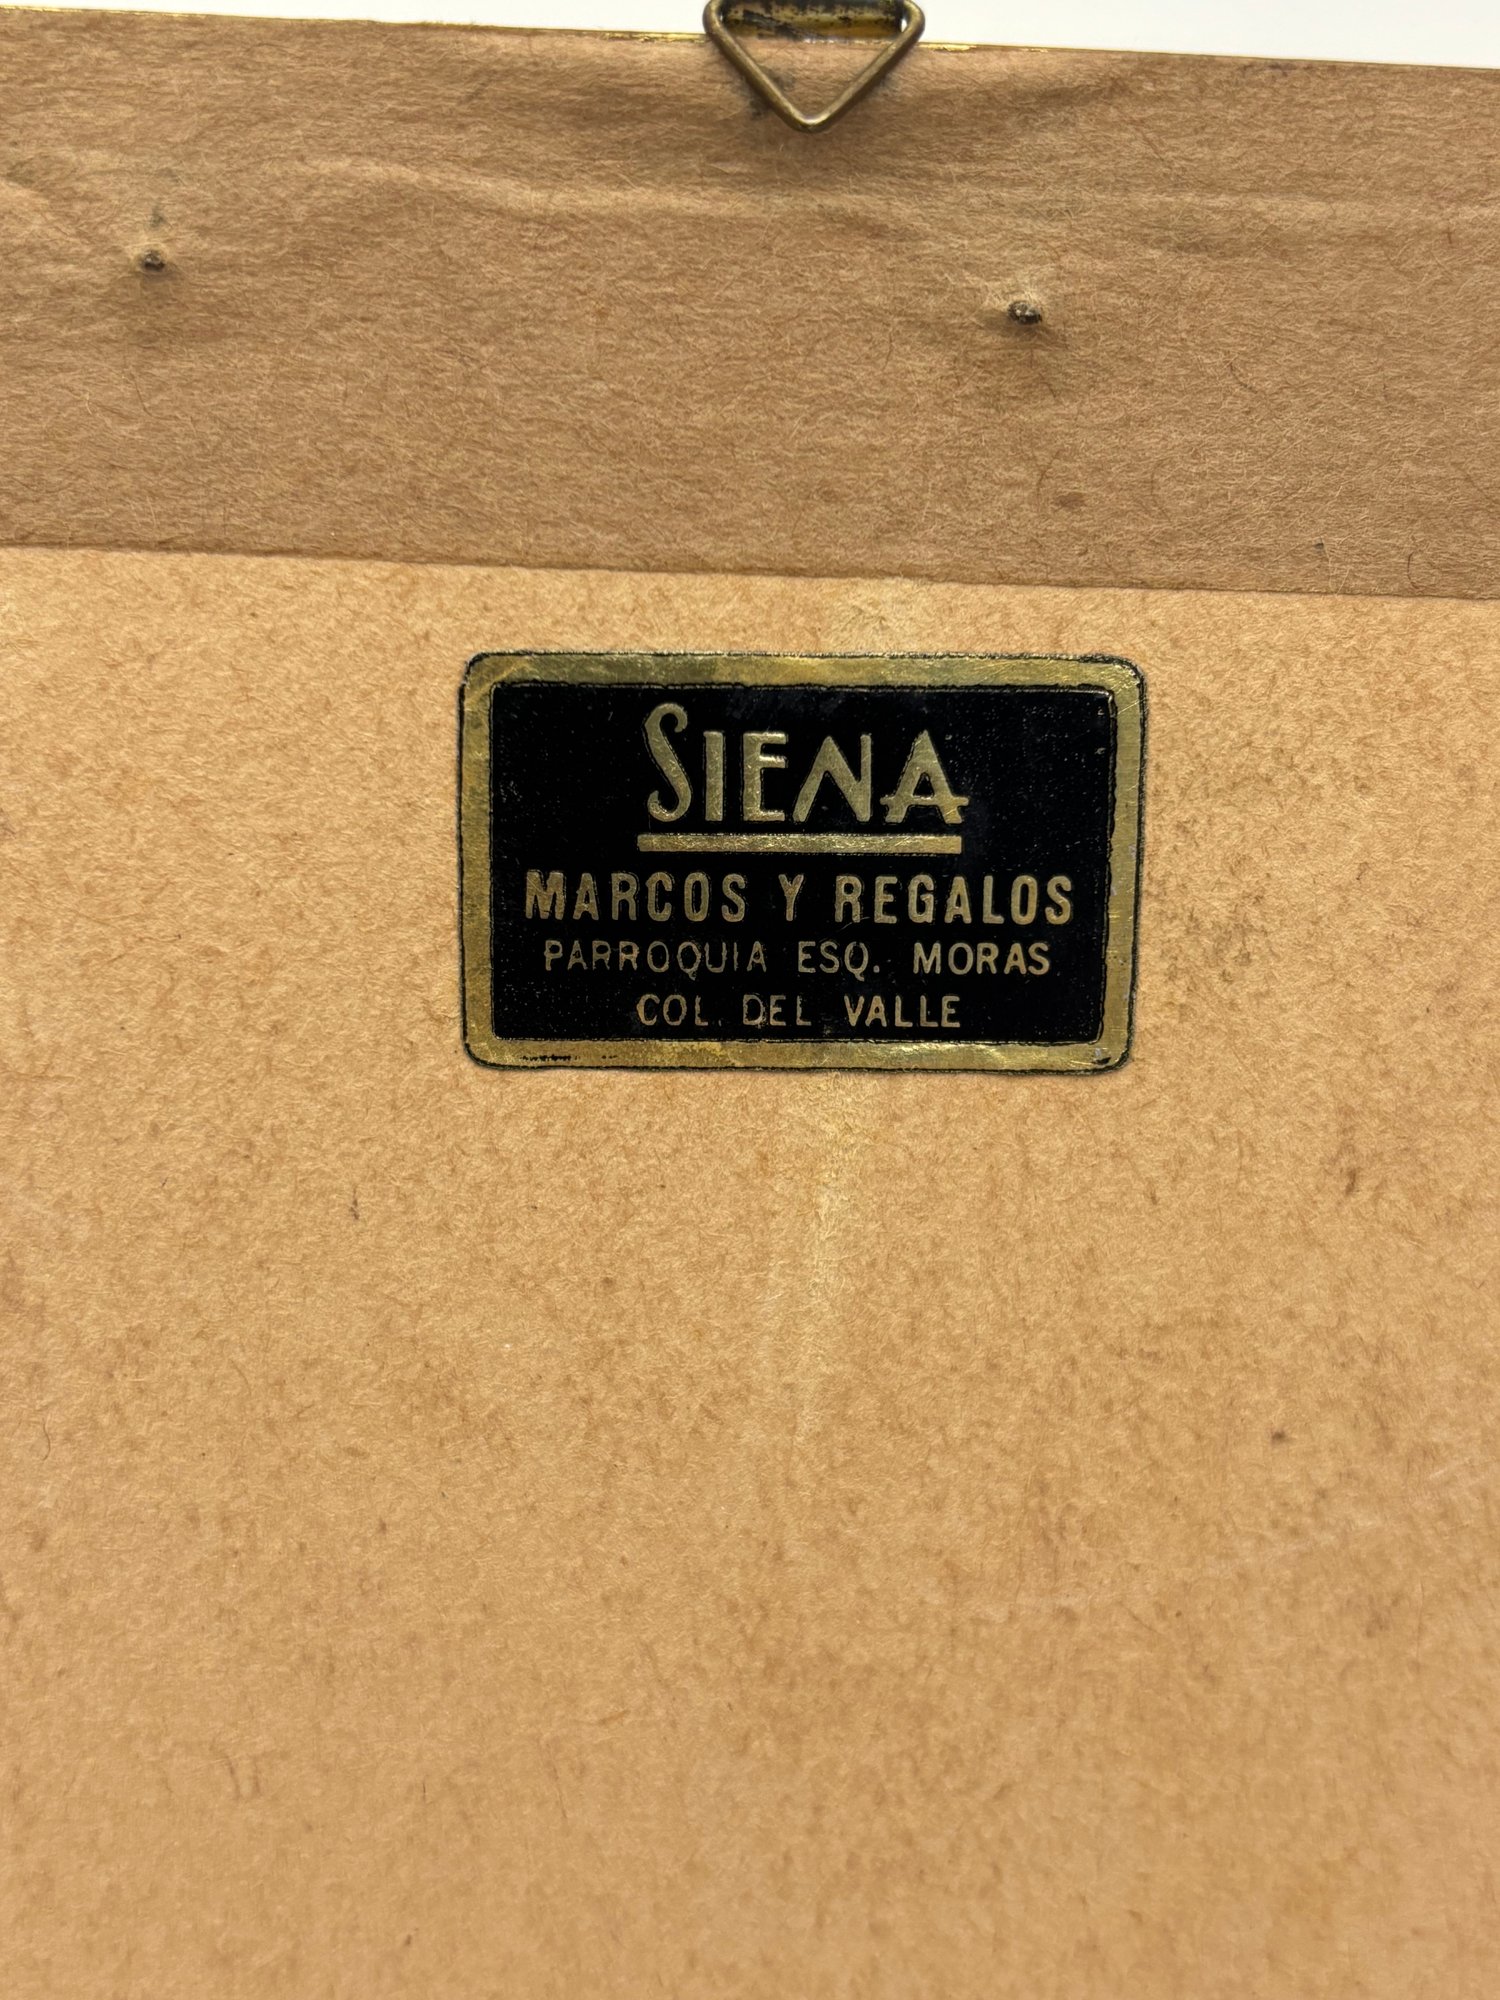 SIENA
MARCOS Y REGALOS
PARROQUIA ESQ. MORAS
COL. DEL VALLE